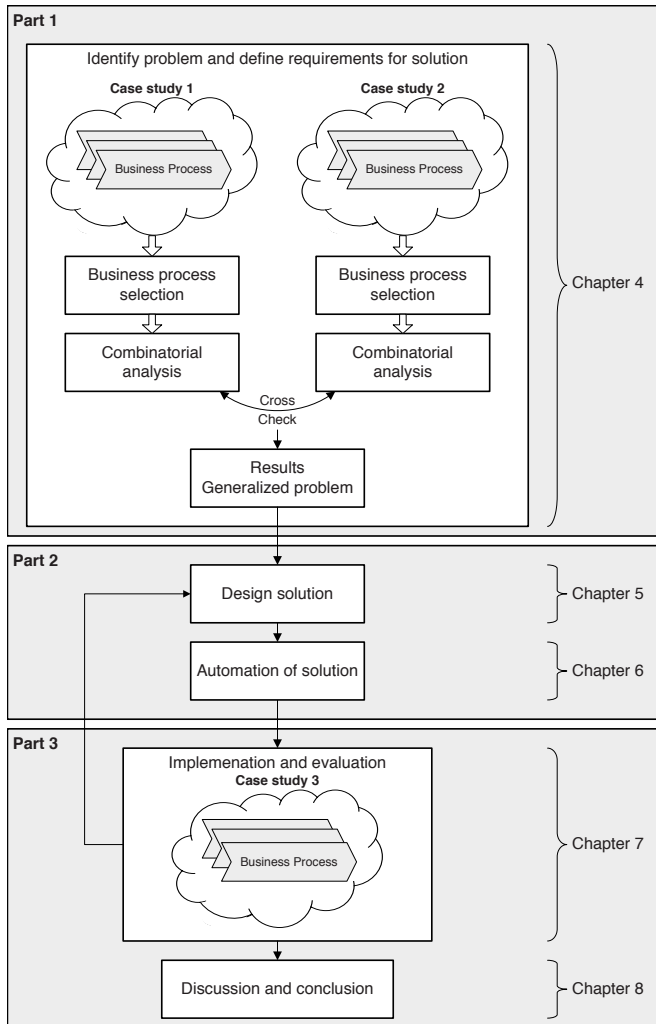 Part 1
Identify problem and define requirements for solution
Case study 1
Case study 2
Business Process
Business Process
Business process
selection
Business process
selection
Chapter 4
Combinatorial
analysis
Combinatorial
analysis
Cross
Check
Results
Generalized problem
Part 2
Design solution
Chapter 5
Automation of solution
Chapter 6
Part 3
Implemenation and evaluation
Case study 3
Business Process
Chapter 7
Discussion and conclusion
Chapter 8